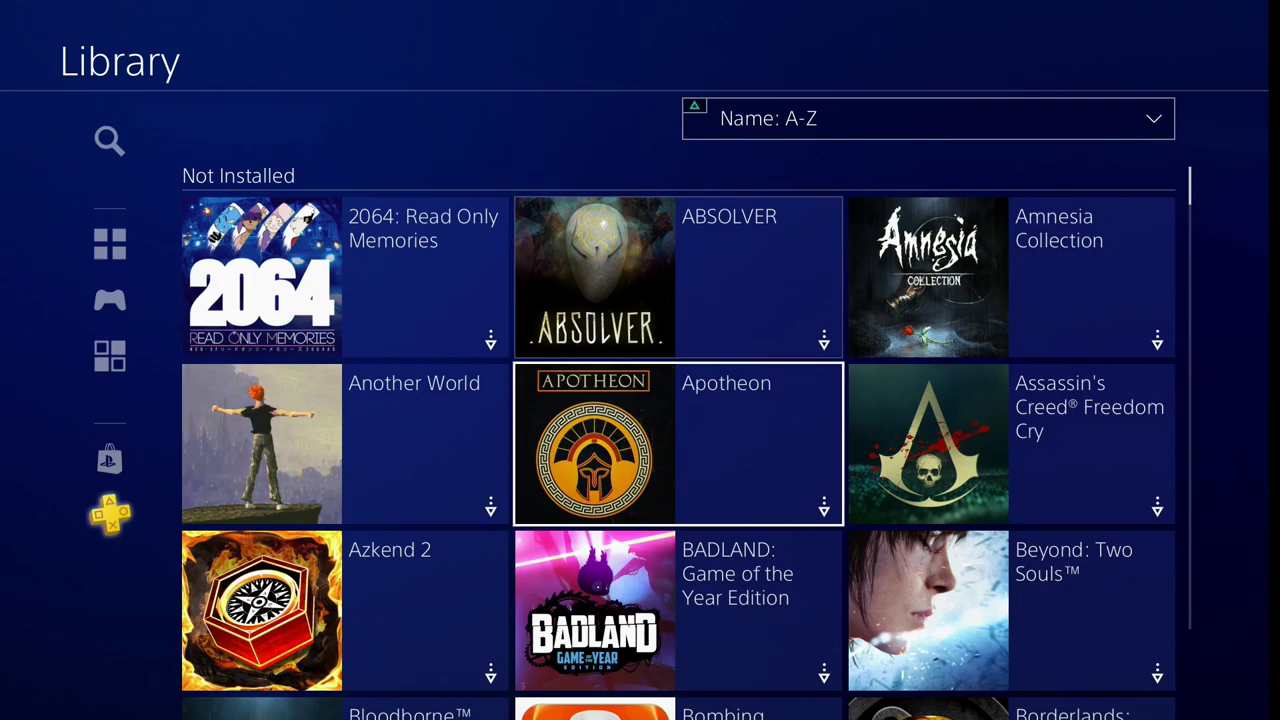 Library
Name: A-Z
Not Installed
2064
READ ONLY MEMORIES
2064: Read Only
Memories
.ABSOLVER.
ABSOLVER
Amnesia
COLLECTION
Amnesia
Collection
Another World
APOTHEON
Apotheon
Assassin's
Creed® Freedom
Cry
Azkend 2
BADLAND
GAME OF THE YEAR
EDITION
BADLAND:
Game of the
Year Edition
Beyond: Two
Souls™
Bloodborne™
Bombing
Borderlands: